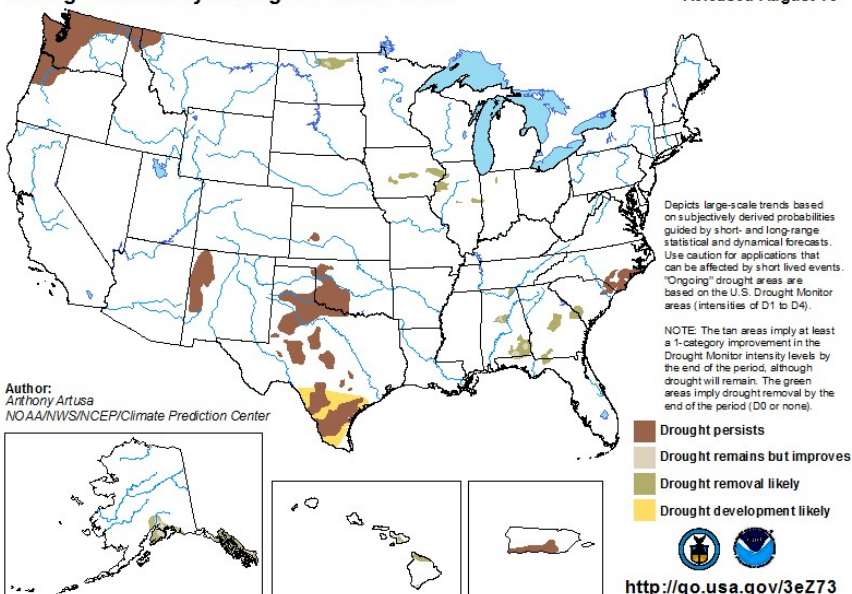 Depicts large-scale trends based
on subjectively derived probabilities
guided by short- and long-range
statistical and dynamical forecasts.
Use caution for applications that
can be affected by short lived events.
"Ongoing" drought areas are
based on the U.S. Drought Monitor
areas (intensities of D1 to D4).
NOTE: The tan areas imply at least
a 1-category improvement in the
Drought Monitor intensity levels by
the end of the period, although
drought will remain. The green
areas imply drought removal by the
end of the period (D0 or none).
Author:
Anthony Artusa
NOAA/NWS/NCEP/Climate Prediction Center
Drought persists
Drought remains but improves
Drought removal likely
Drought development likely
http://go.usa.gov/3eZ73